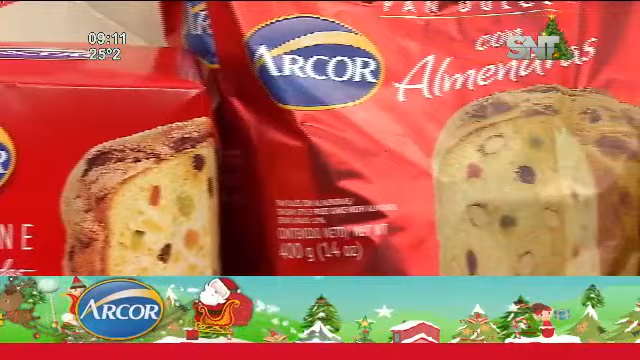 09:11
25°2
PAN DULCE
con
Almendras
SNT
ARCOR
NE
CONTENIDO NETO/ NET WT
400 g (14 oz)
ARCOR